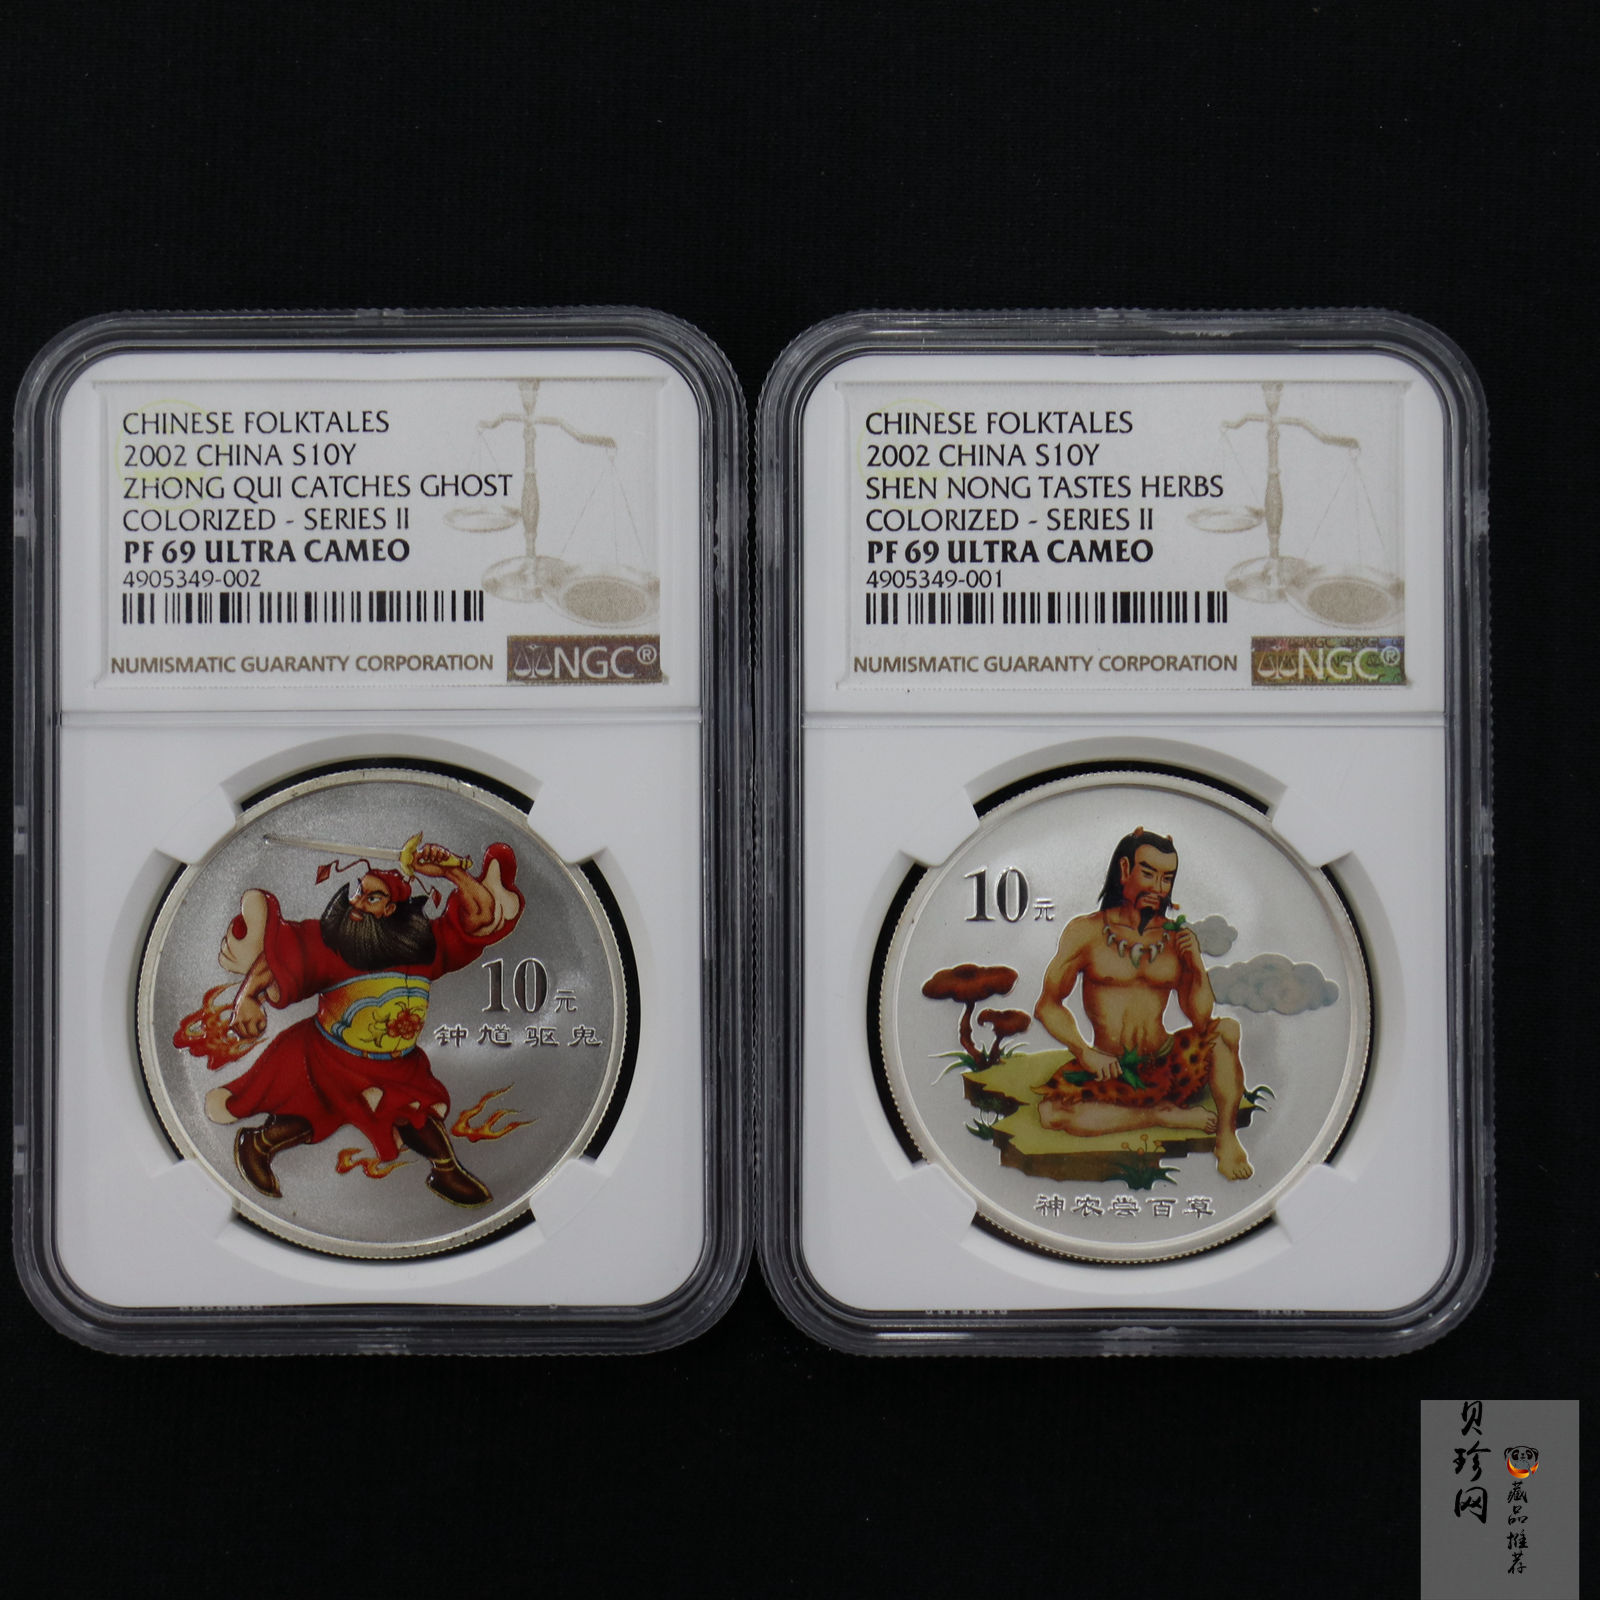 CHINESE FOLKTALES
2002 CHINA S10Y
ZHONG QUI CATCHES GHOST
COLORIZED - SERIES II
PF 69 ULTRA CAMEO
4905349-002
NUMISMATIC GUARANTY CORPORATION
NGC®
10元
钟馗驱鬼
CHINESE FOLKTALES
2002 CHINA S10Y
SHEN NONG TASTES HERBS
COLORIZED - SERIES II
PF 69 ULTRA CAMEO
4905349-001
NUMISMATIC GUARANTY CORPORATION
NGC®
10元
神农尝百草
贝珍网
藏品推荐